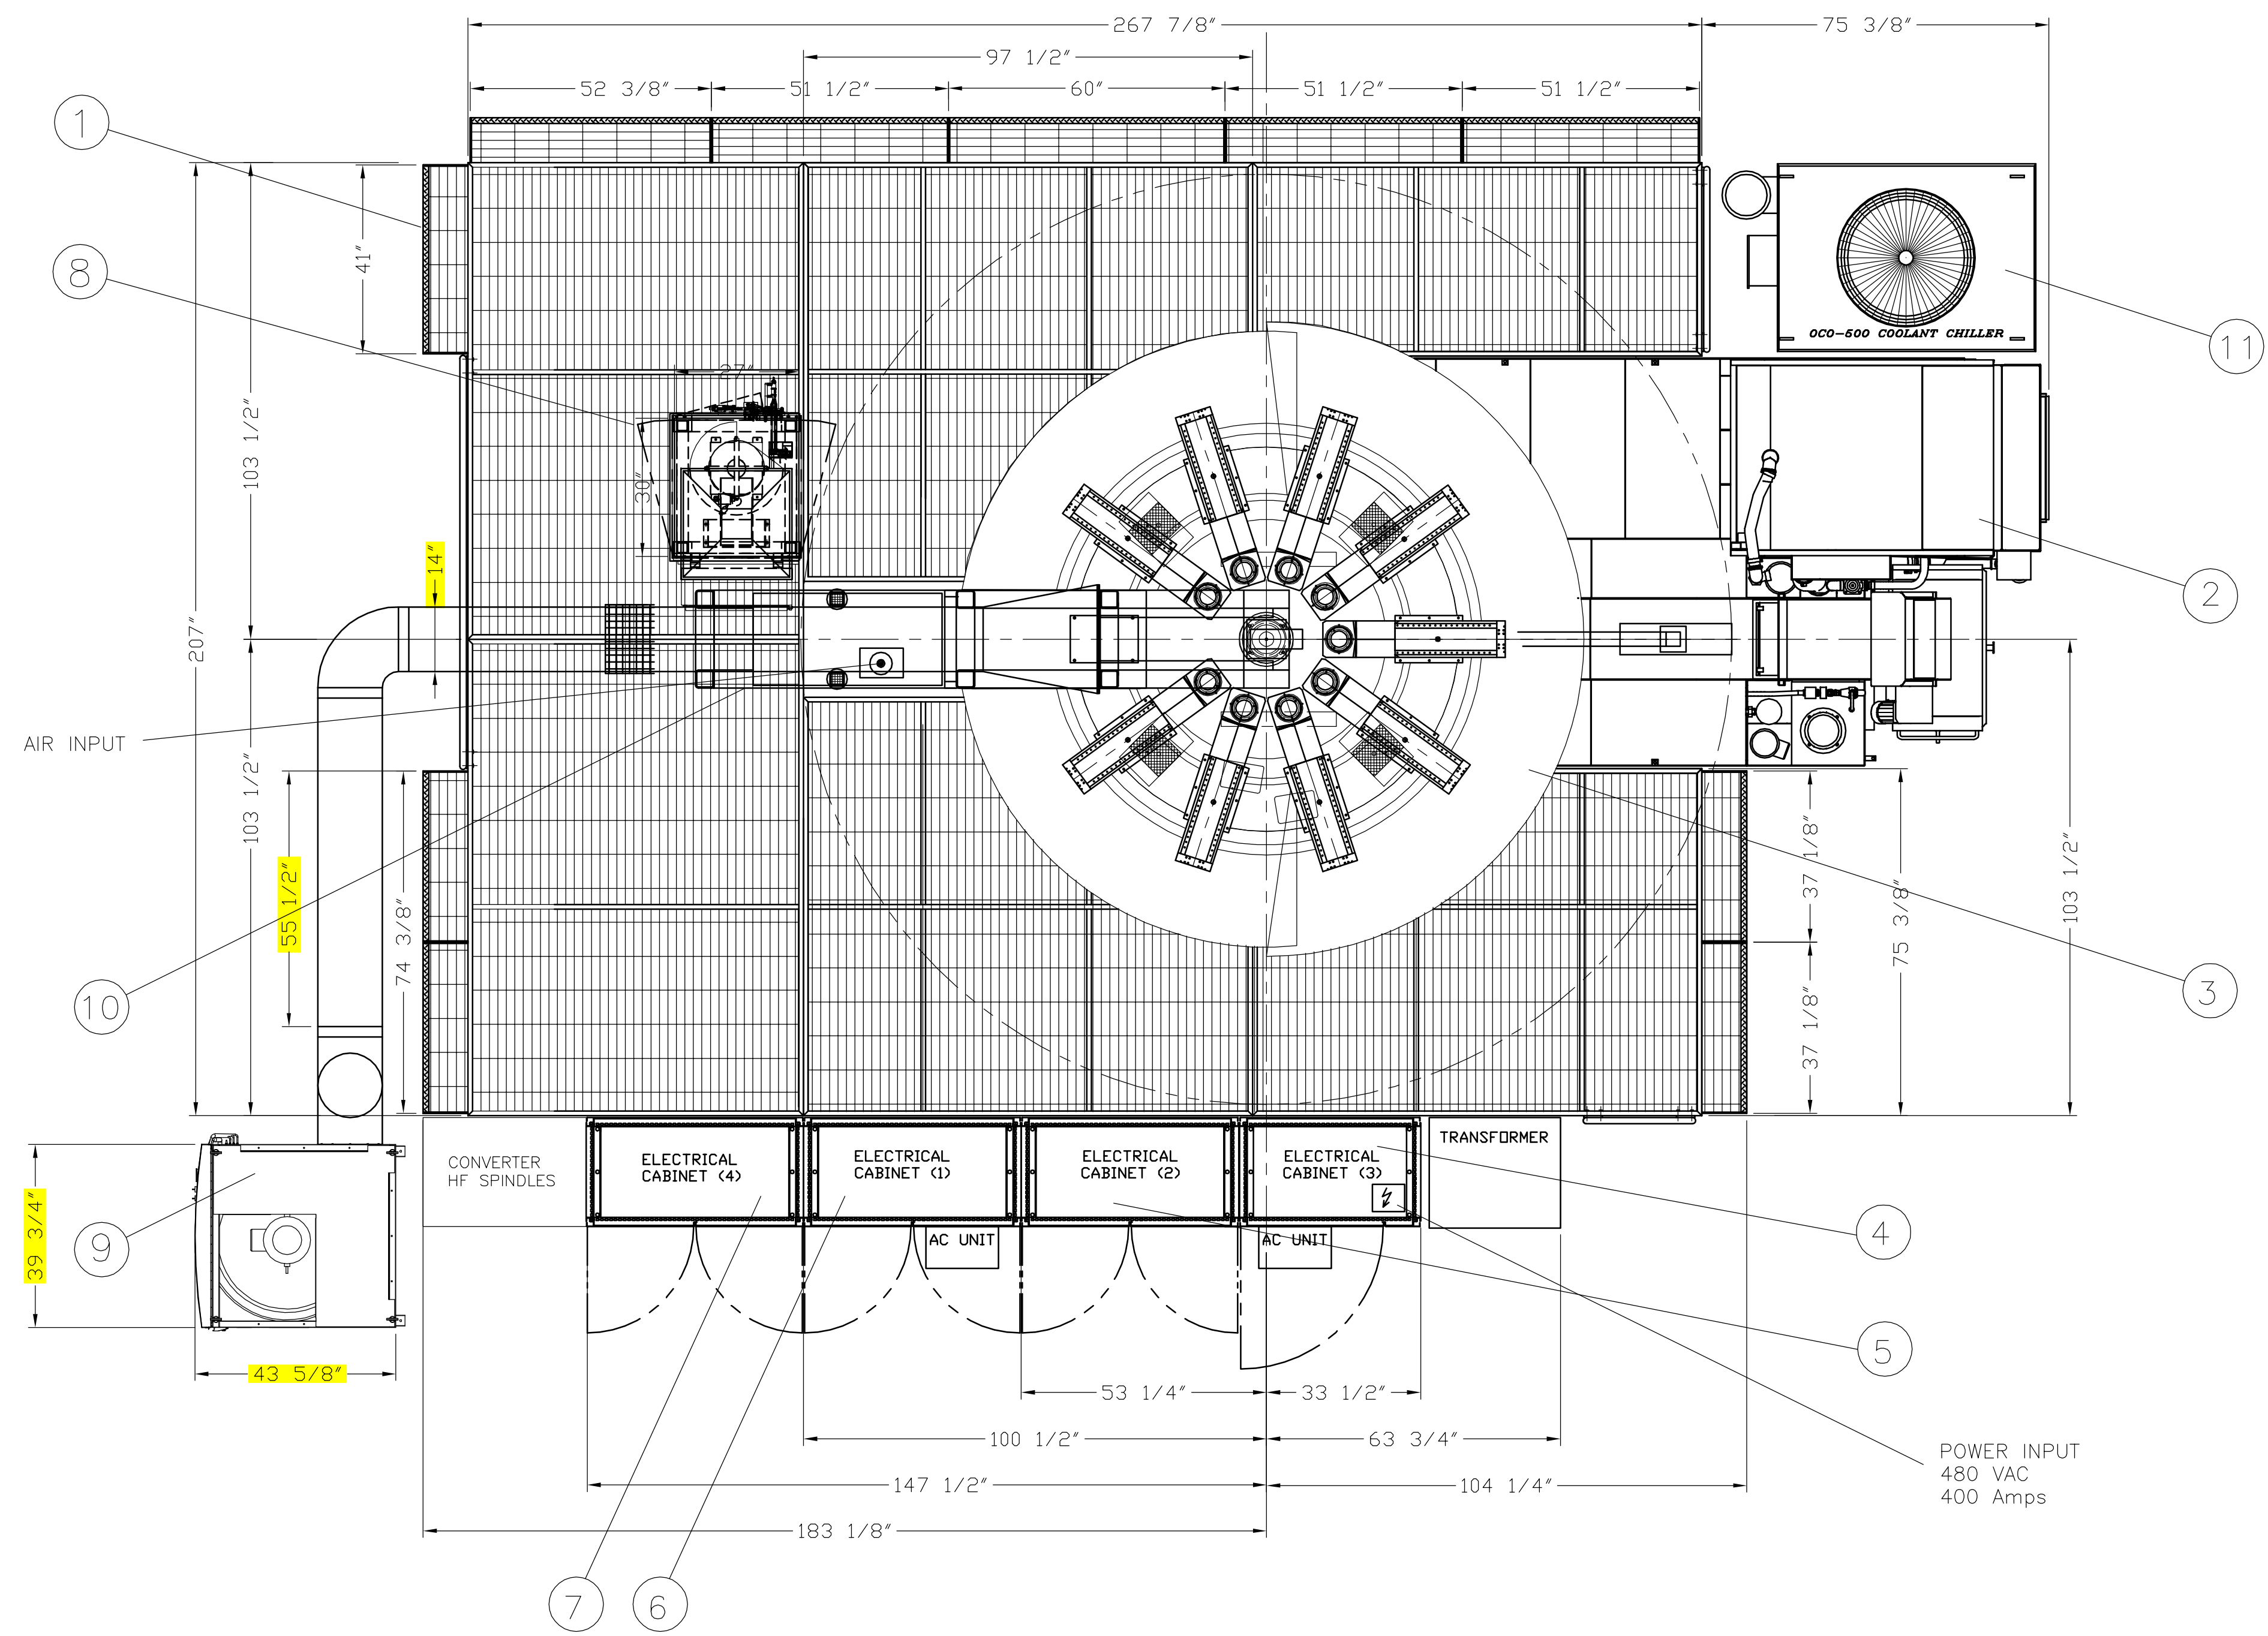 267 7/8"
75 3/8"
97 1/2"
52 3/8"
51 1/2"
60"
51 1/2"
51 1/2"
1
8
41"
103 1/2"
207"
27"
30"
14"
OCO-500 COOLANT CHILLER
11
2
AIR INPUT
103 1/2"
55 1/2"
74 3/8"
37 1/8"
37 1/8"
75 3/8"
103 1/2"
10
3
CONVERTER
HF SPINDLES
ELECTRICAL
CABINET (4)
ELECTRICAL
CABINET (1)
ELECTRICAL
CABINET (2)
ELECTRICAL
CABINET (3)
TRANSFORMER
AC UNIT
AC UNIT
39 3/4"
9
4
5
43 5/8"
53 1/4"
33 1/2"
100 1/2"
63 3/4"
147 1/2"
104 1/4"
183 1/8"
POWER INPUT
480 VAC
400 Amps
7
6